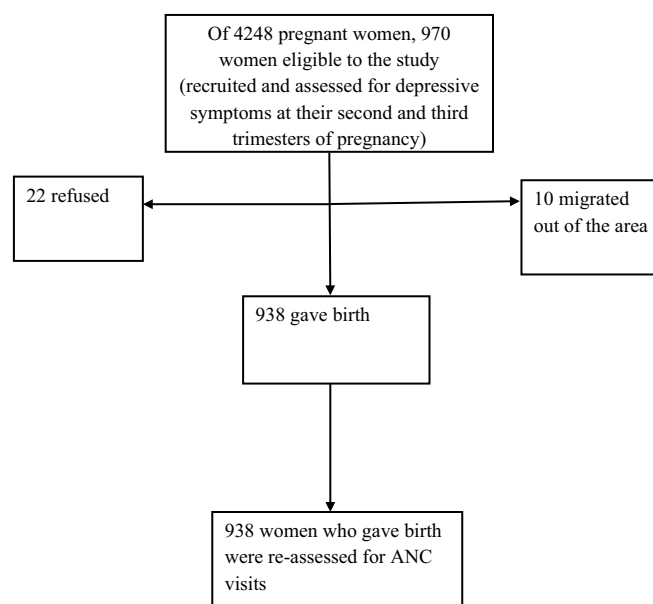 Of 4248 pregnant women, 970
women eligible to the study
(recruited and assessed for depressive
symptoms at their second and third
trimesters of pregnancy)
22 refused
10 migrated
out of the area
938 gave birth
938 women who gave birth
were re-assessed for ANC
visits